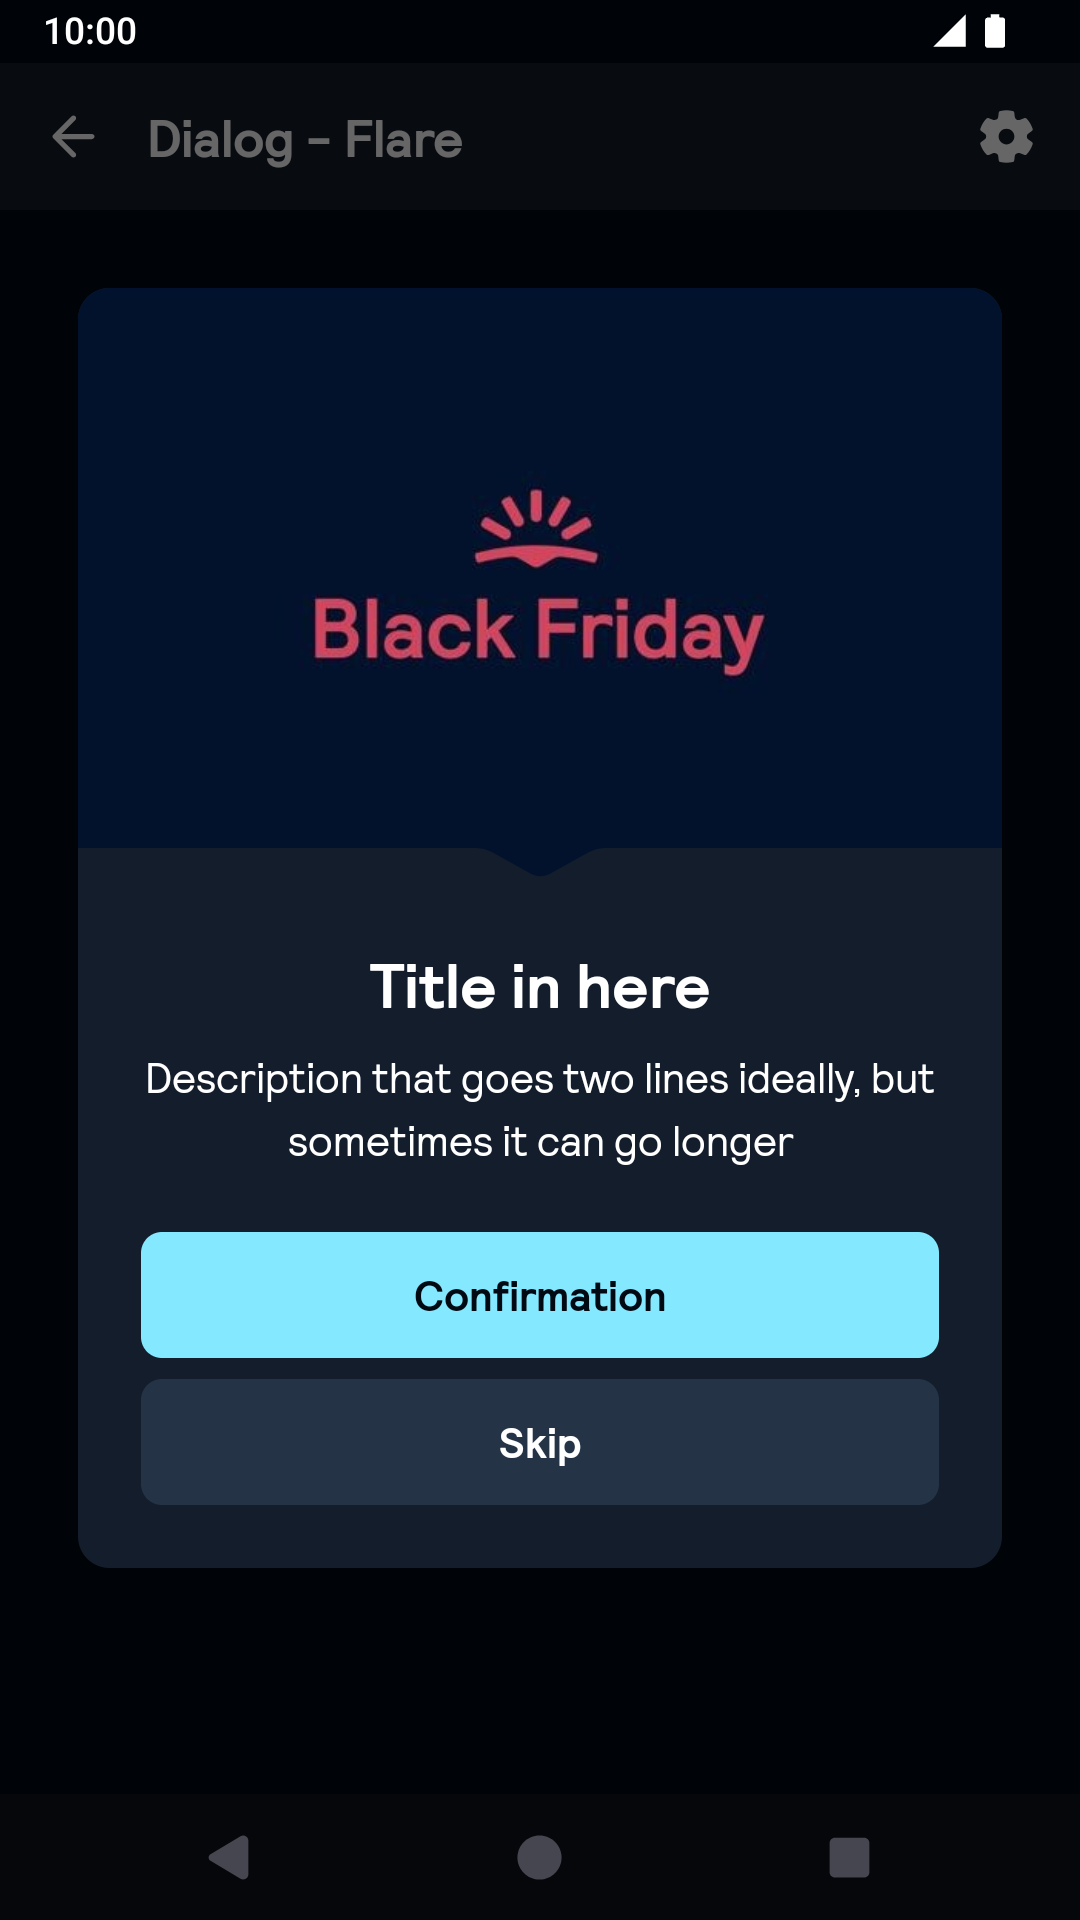 10:00
Dialog - Flare
Black Friday
Title in here
Description that goes two lines ideally, but
sometimes it can go longer
Confirmation
Skip